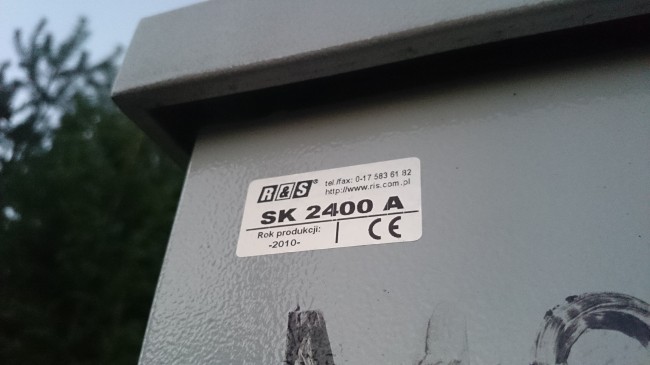 R&S® tel./fax: 0-17 583 61 82
http://www.ris.com.pl
SK 2400 A
Rok produkcji:
-2010-
CE